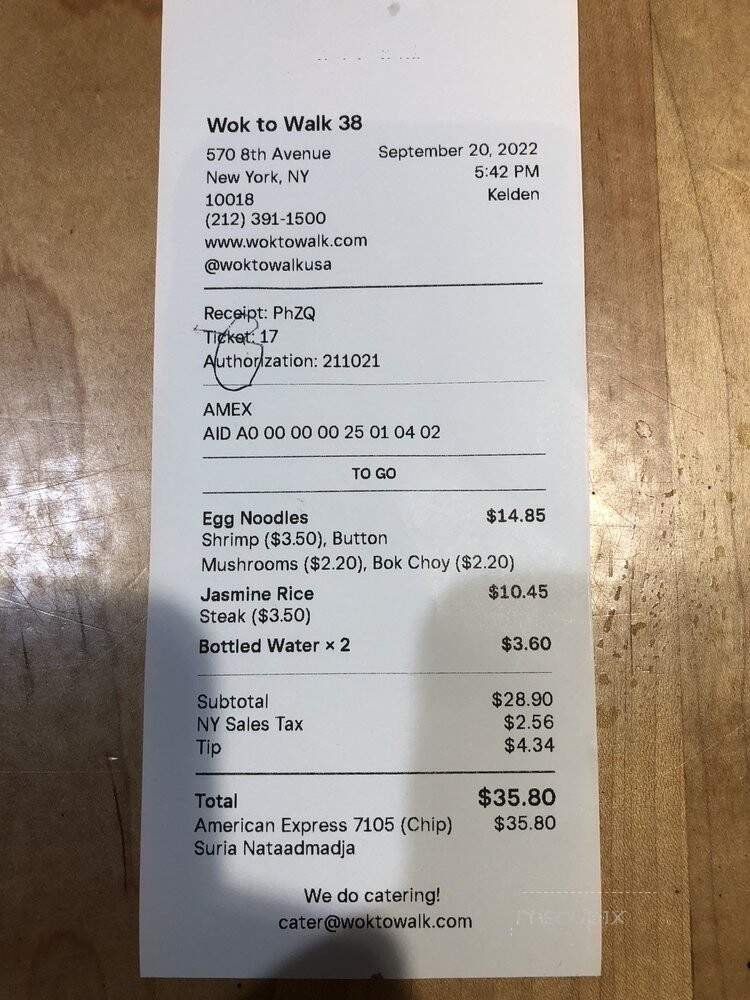 Wok to Walk 38
570 8th Avenue September 20, 2022
New York, NY 5:42 PM
10018 Kelden
(212) 391-1500
www.woktowalk.com
@woktowalkusa
Receipt: PhZQ
Ticket: 17
Authorization: 211021
AMEX
AID A0 00 00 00 25 01 04 02
TO GO
Egg Noodles $14.85
Shrimp ($3.50), Button
Mushrooms ($2.20), Bok Choy ($2.20)
Jasmine Rice $10.45
Steak ($3.50)
Bottled Water × 2 $3.60
Subtotal $28.90
NY Sales Tax $2.56
Tip $4.34
Total $35.80
American Express 7105 (Chip) $35.80
Suria Nataadmadja
We do catering!
cater@woktowalk.com